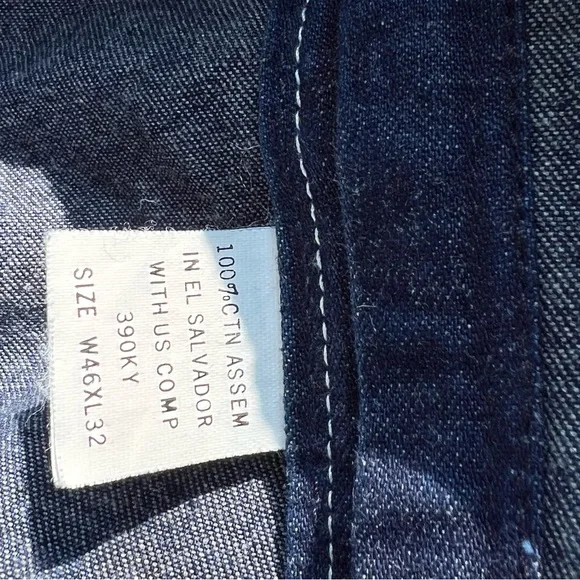 100%CTN ASSEM
IN EL SALVADOR
WITH US COMP
390KY
SIZE W46XL32